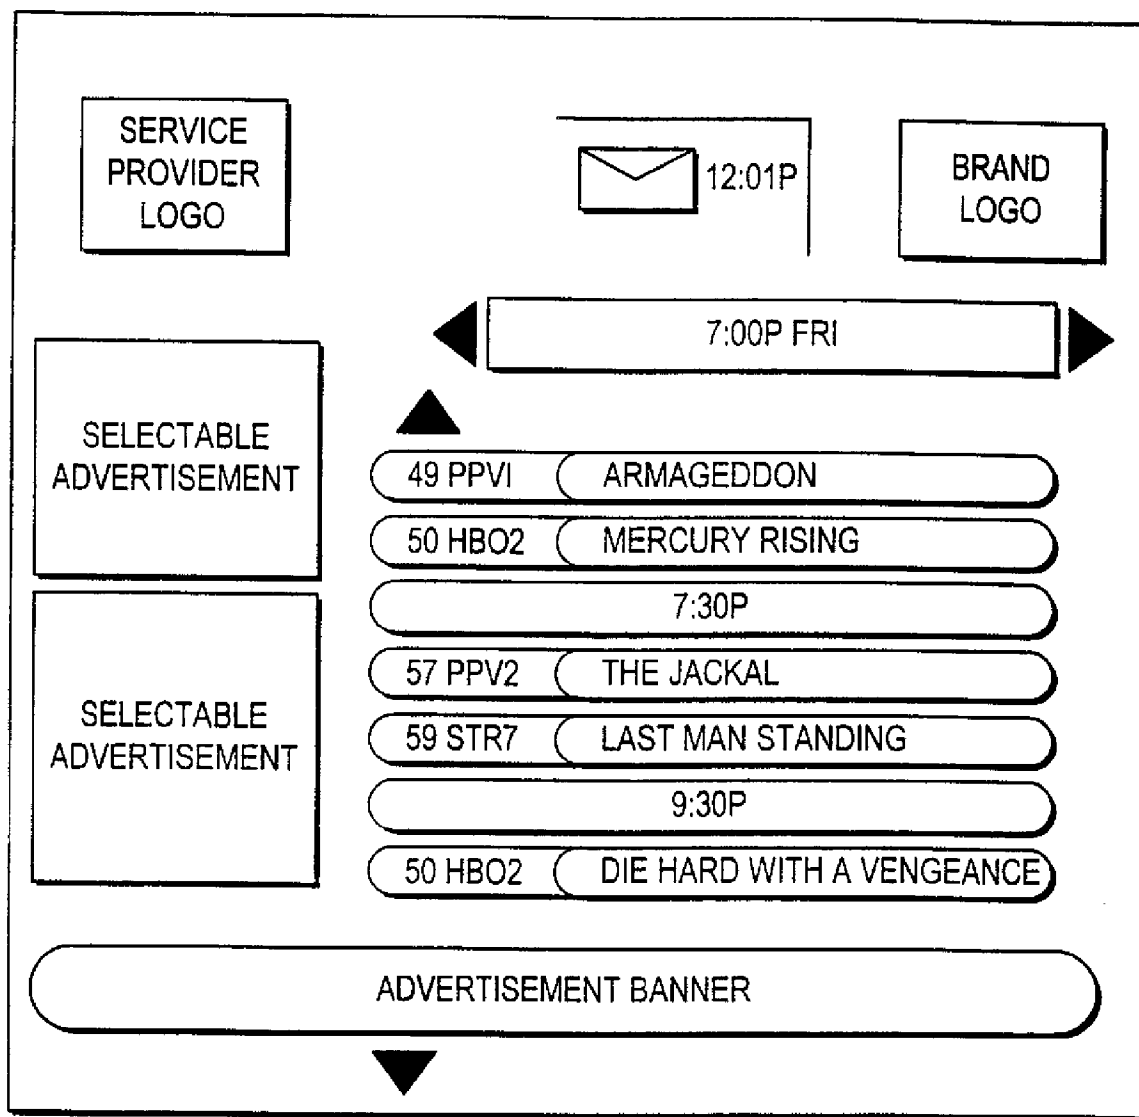 SERVICE
PROVIDER
LOGO
12:01P
BRAND
LOGO
7:00P FRI
SELECTABLE
ADVERTISEMENT
49 PPVI ARMAGEDDON
50 HBO2 MERCURY RISING
7:30P
57 PPV2 THE JACKAL
59 STR7 LAST MAN STANDING
9:30P
50 HBO2 DIE HARD WITH A VENGEANCE
SELECTABLE
ADVERTISEMENT
ADVERTISEMENT BANNER